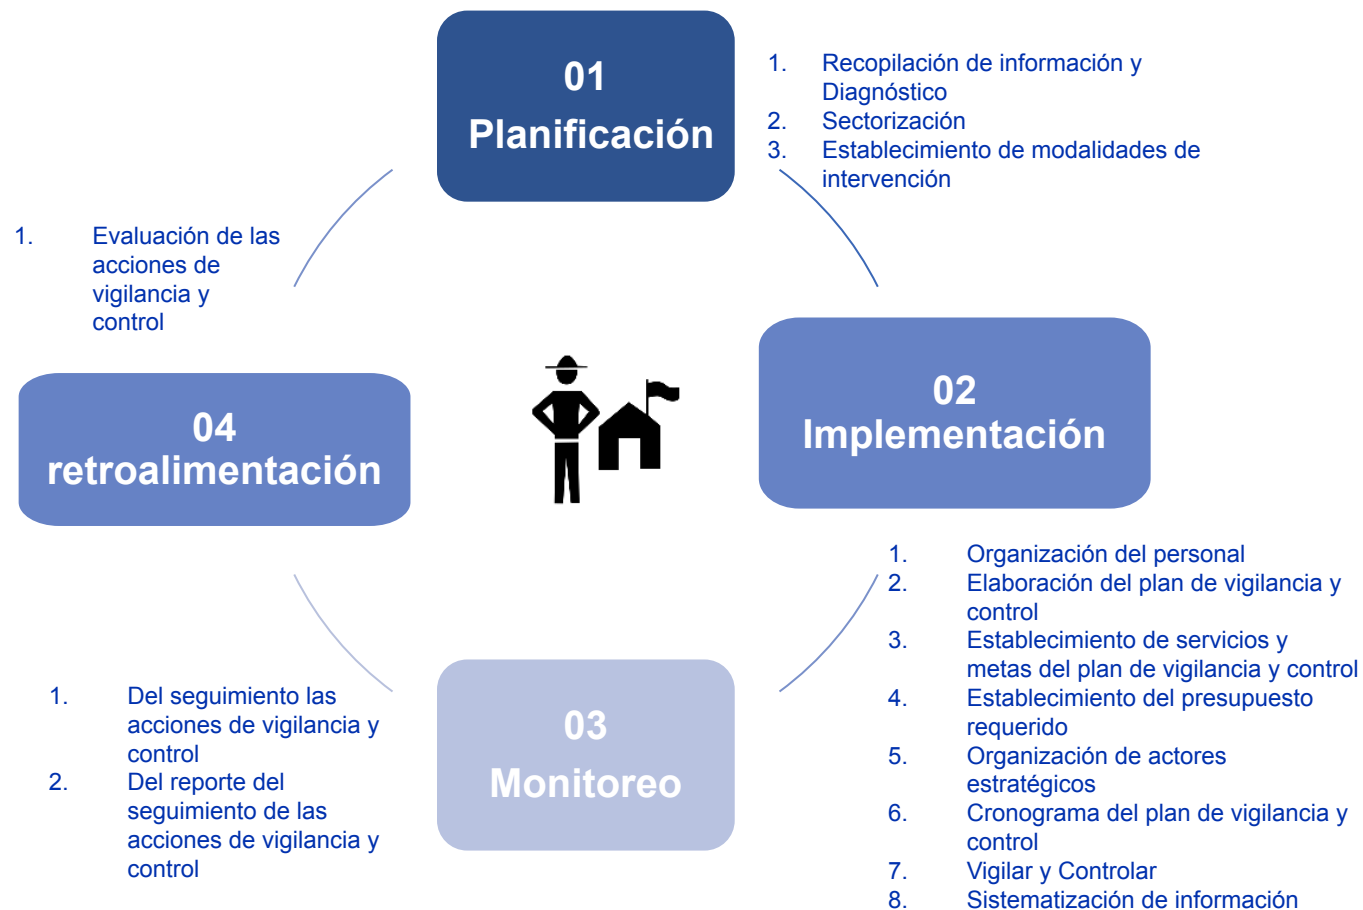 01
Planificación
1. Recopilación de información y
Diagnóstico
2. Sectorización
3. Establecimiento de modalidades de
intervención
02
Implementación
1. Organización del personal
2. Elaboración del plan de vigilancia y
control
3. Establecimiento de servicios y
metas del plan de vigilancia y control
4. Establecimiento del presupuesto
requerido
5. Organización de actores
estratégicos
6. Cronograma del plan de vigilancia y
control
7. Vigilar y Controlar
8. Sistematización de información
03
Monitoreo
1. Del seguimiento las
acciones de vigilancia y
control
2. Del reporte del
seguimiento de las
acciones de vigilancia y
control
04
retroalimentación
1. Evaluación de las
acciones de
vigilancia y
control